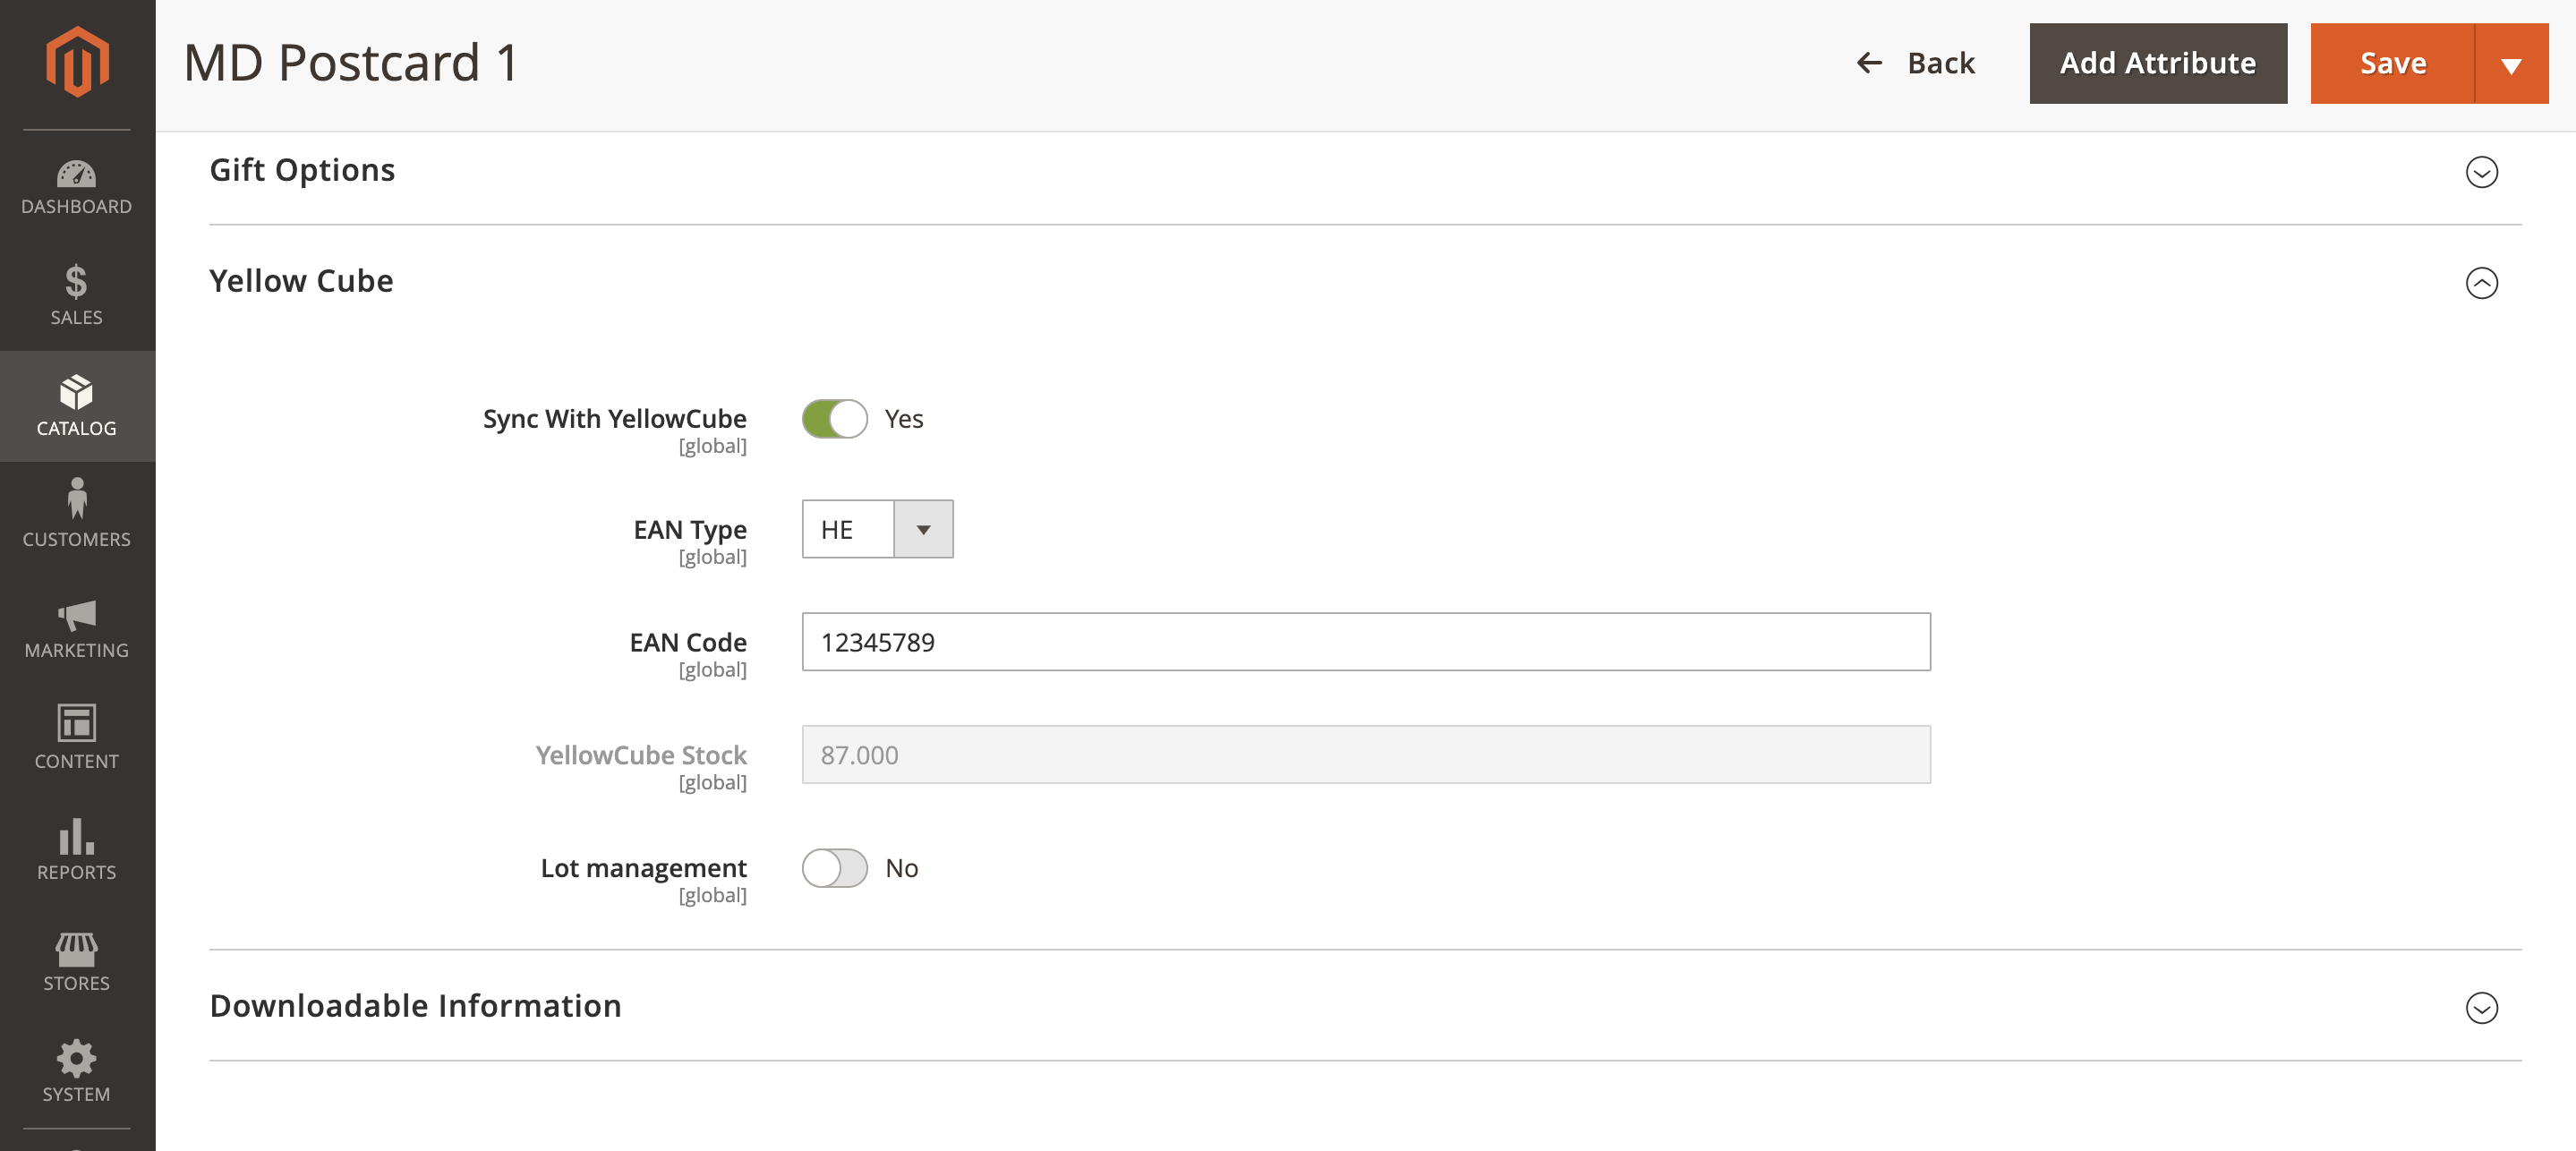 MD Postcard 1
Back
Add Attribute
Save
DASHBOARD
SALES
CATALOG
CUSTOMERS
MARKETING
CONTENT
REPORTS
STORES
SYSTEM
Gift Options
Yellow Cube
Sync With YellowCube
[global]
Yes
EAN Type
[global]
HE
EAN Code
[global]
12345789
YellowCube Stock
[global]
87.000
Lot management
[global]
No
Downloadable Information